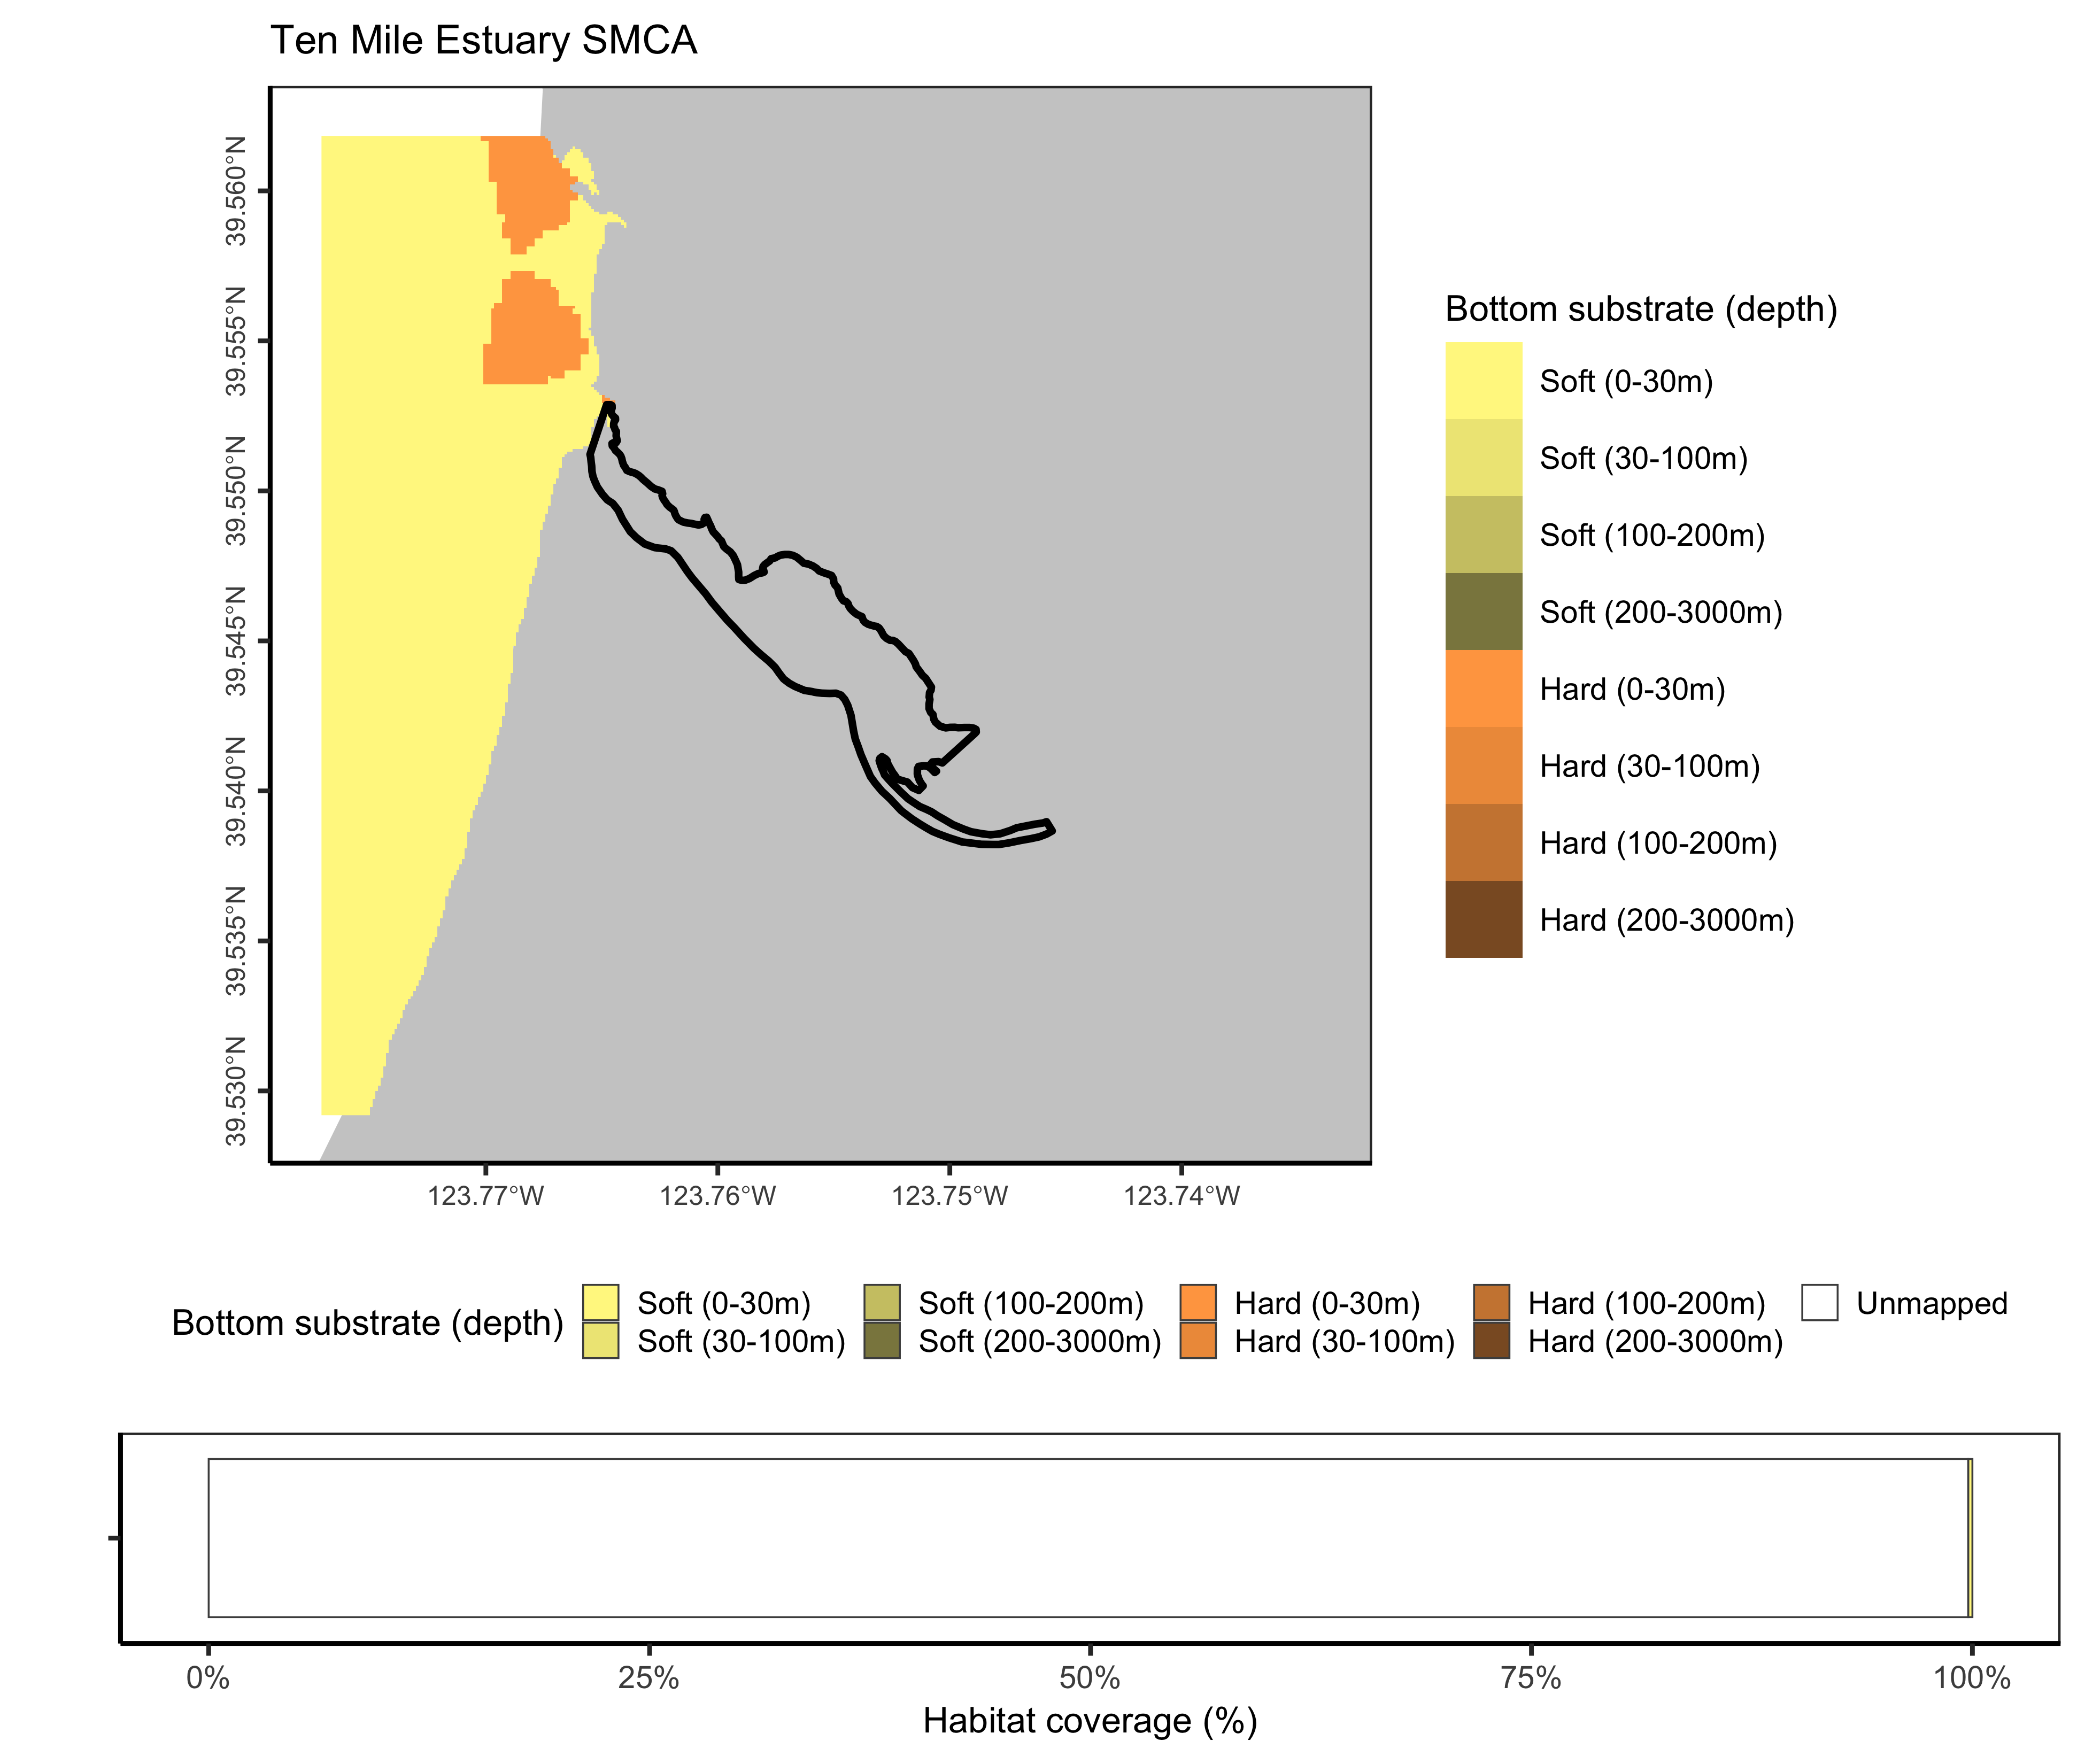 Ten Mile Estuary SMCA
39.560°N
39.555°N
39.550°N
39.545°N
39.540°N
39.535°N
39.530°N
123.77°W
123.76°W
123.75°W
123.74°W
Bottom substrate (depth)
Soft (0-30m)
Soft (30-100m)
Soft (100-200m)
Soft (200-3000m)
Hard (0-30m)
Hard (30-100m)
Hard (100-200m)
Hard (200-3000m)
Bottom substrate (depth)
Soft (0-30m)
Soft (100-200m)
Hard (0-30m)
Hard (100-200m)
Unmapped
Soft (30-100m)
Soft (200-3000m)
Hard (30-100m)
Hard (200-3000m)
0%
25%
50%
75%
100%
Habitat coverage (%)